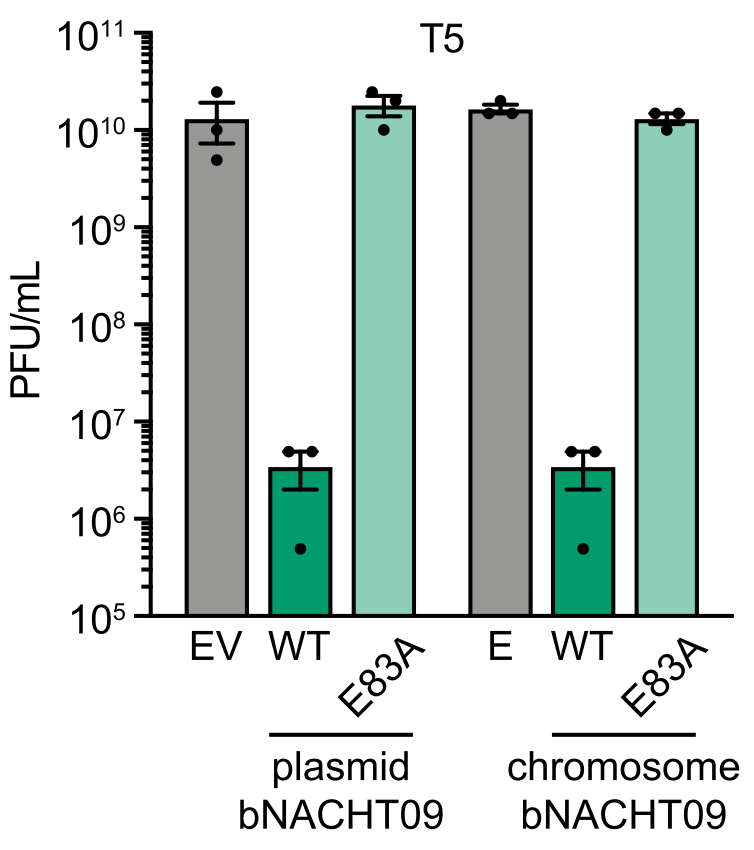 T5
PFU/mL
10¹¹
10¹⁰
10⁹
10⁸
10⁷
10⁶
10⁵
EV WT E83A E WT E83A
plasmid chromosome
bNACHT09 bNACHT09